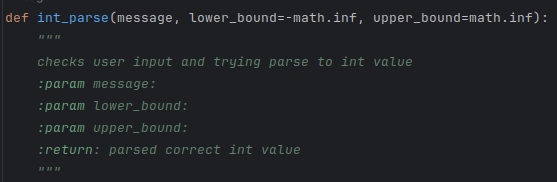 def int_parse(message, lower_bound=-math.inf, upper_bound=math.inf):
"""
checks user input and trying parse to int value
:param message:
:param lower_bound:
:param upper_bound:
:return: parsed correct int value
"""